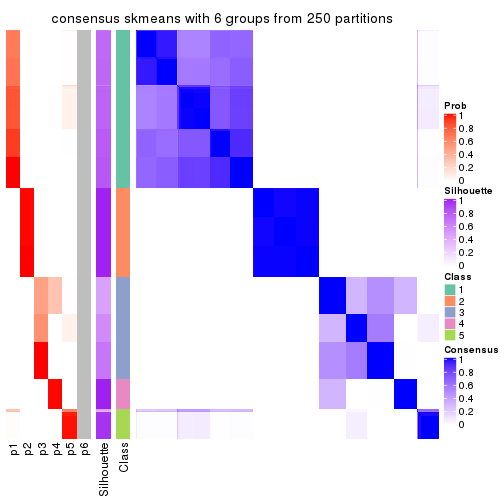 consensus skmeans with 6 groups from 250 partitions
Prob
1
0.8
0.6
0.4
0.2
0
Silhouette
1
0.8
0.6
0.4
0.2
0
Class
1
2
3
4
5
Consensus
1
0.8
0.6
0.4
0.2
0
p1
p2
p3
p4
p5
p6
Silhouette
Class